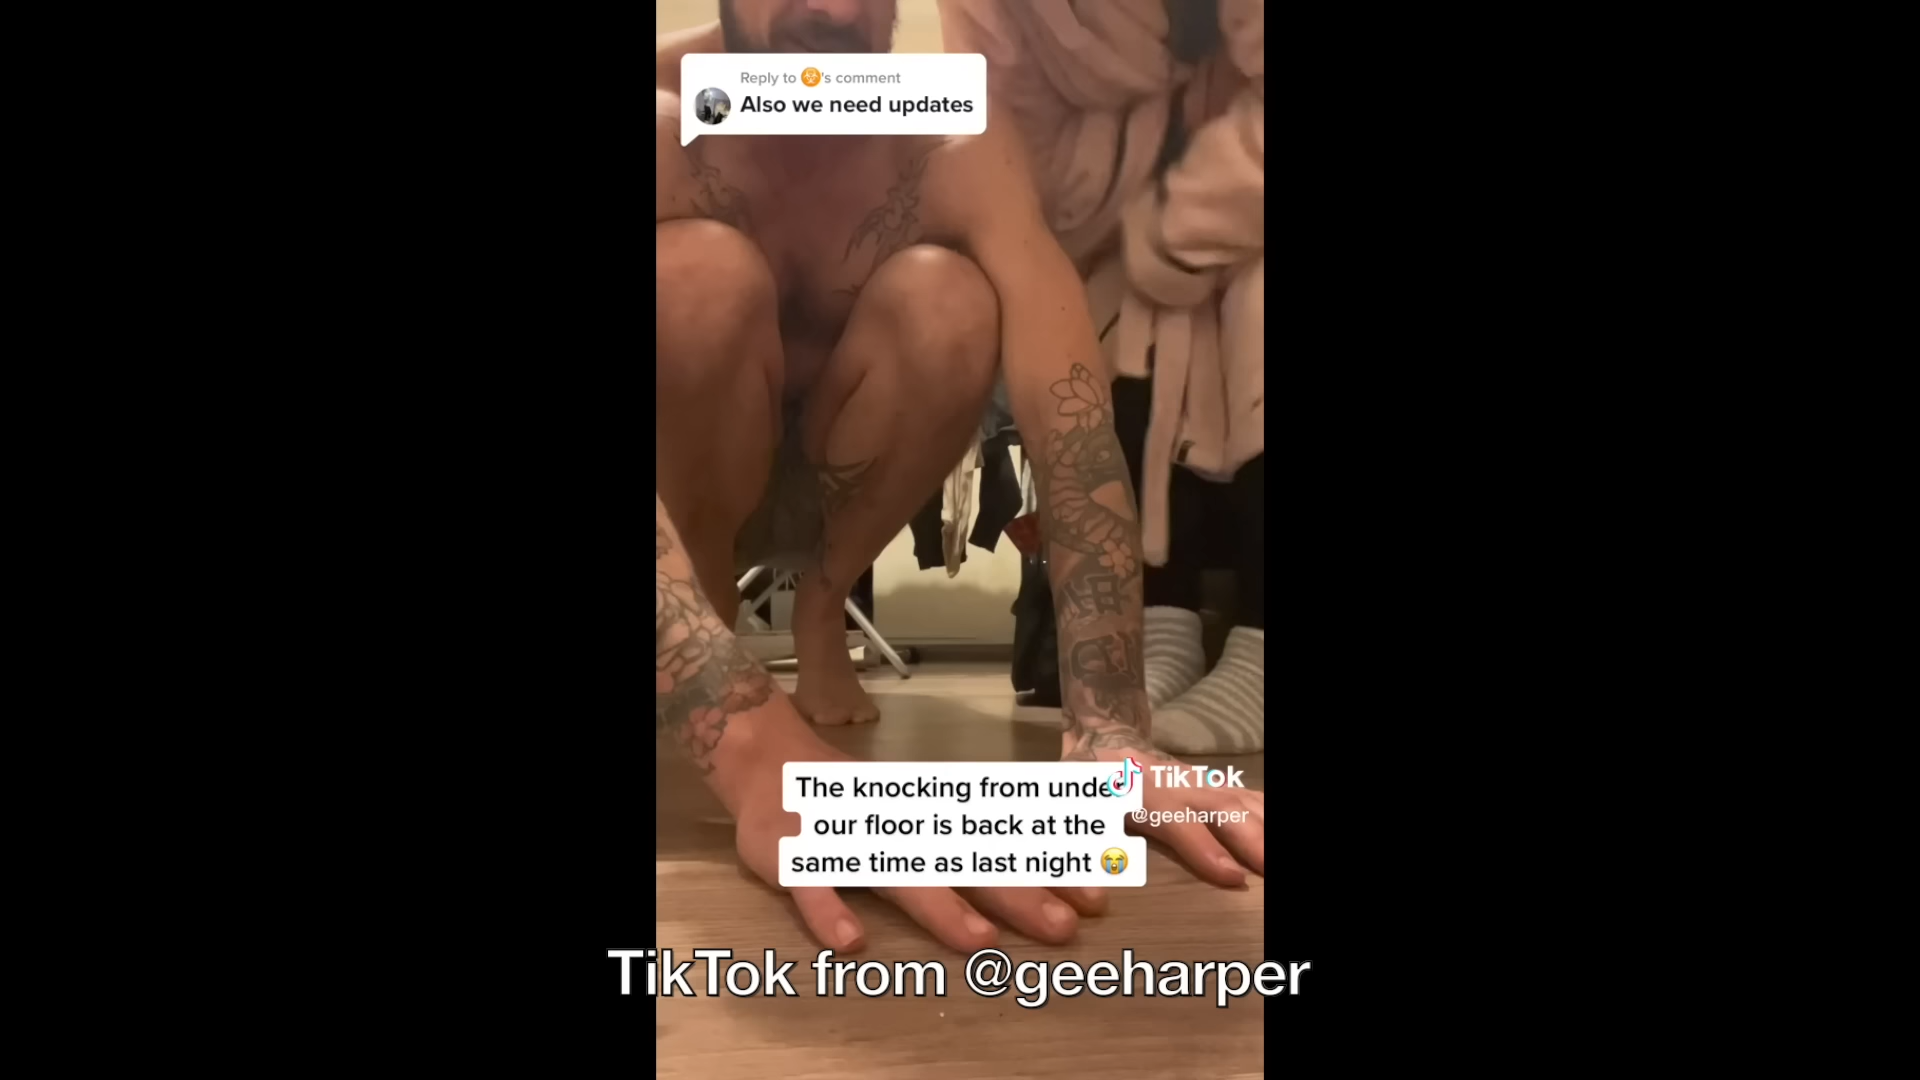 Reply to ☣️'s comment
Also we need updates
The knocking from unde
our floor is back at the
same time as last night 😭
TikTok
@geeharper
TikTok from @geeharper